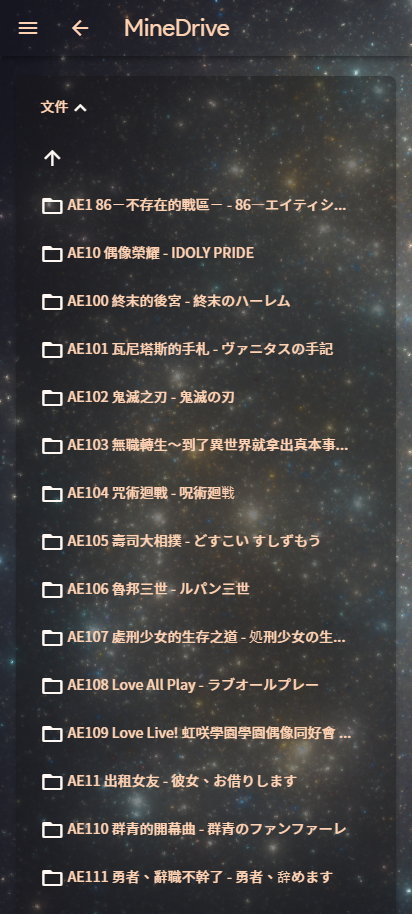 MineDrive
文件
AE1 86－不存在的戰區－ - 86―エイティシ...
AE10 偶像榮耀 - IDOLY PRIDE
AE100 終末的後宮 - 終末のハーレム
AE101 瓦尼塔斯的手札 - ヴァニタスの手記
AE102 鬼滅之刃 - 鬼滅の刃
AE103 無職轉生～到了異世界就拿出真本事...
AE104 咒術迴戰 - 呪術廻戦
AE105 壽司大相撲 - どすこい すしずもう
AE106 魯邦三世 - ルパン三世
AE107 處刑少女的生存之道 - 処刑少女の生...
AE108 Love All Play - ラブオールプレー
AE109 Love Live! 虹咲學園學園偶像同好會 ...
AE11 出租女友 - 彼女、お借りします
AE110 群青的開幕曲 - 群青のファンファーレ
AE111 勇者、辭職不幹了 - 勇者、辞めます